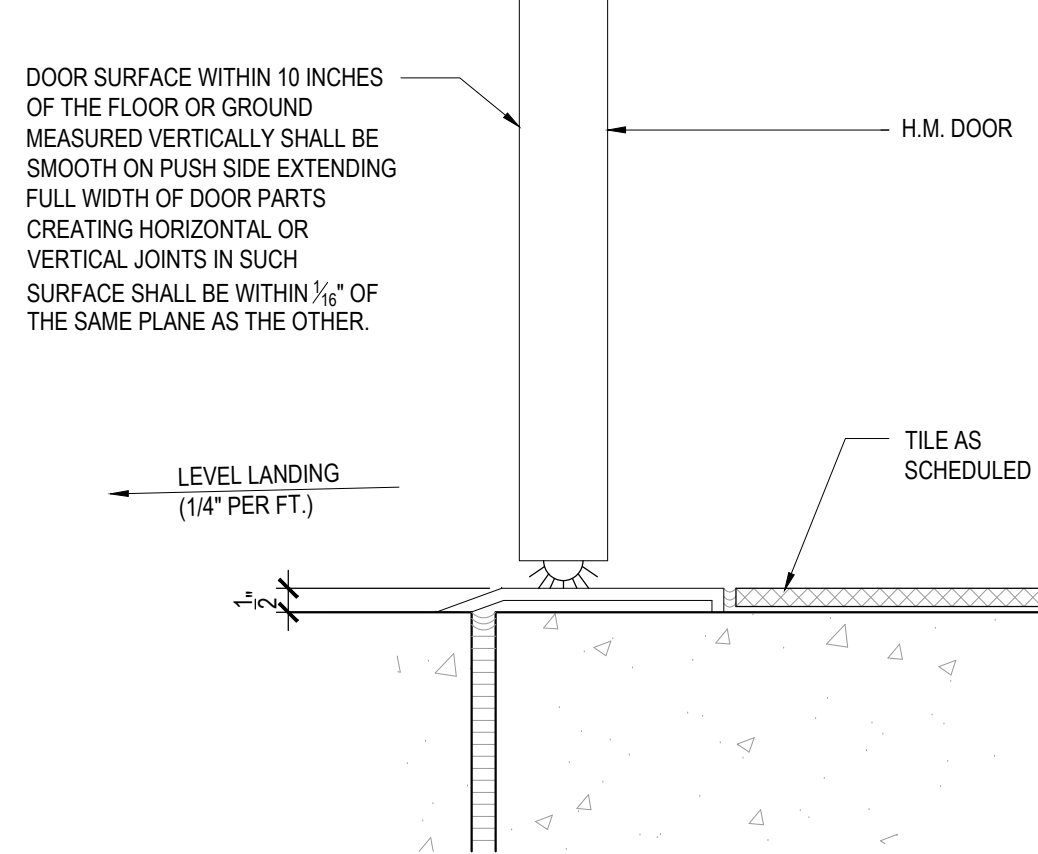 DOOR SURFACE WITHIN 10 INCHES
OF THE FLOOR OR GROUND
MEASURED VERTICALLY SHALL BE
SMOOTH ON PUSH SIDE EXTENDING
FULL WIDTH OF DOOR PARTS
CREATING HORIZONTAL OR
VERTICAL JOINTS IN SUCH
SURFACE SHALL BE WITHIN 1/16" OF
THE SAME PLANE AS THE OTHER.
H.M. DOOR
TILE AS
SCHEDULED
LEVEL LANDING
(1/4" PER FT.)
1/2"